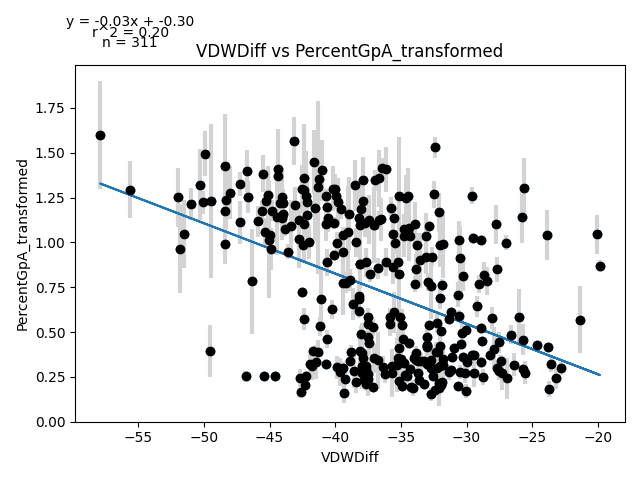 y = -0.03x + -0.30
r^2 = 0.20
n = 311
VDWDiff vs PercentGpA_transformed
PercentGpA_transformed
1.75
1.50
1.25
1.00
0.75
0.50
0.25
0.00
−55
−50
−45
−40
−35
−30
−25
−20
VDWDiff